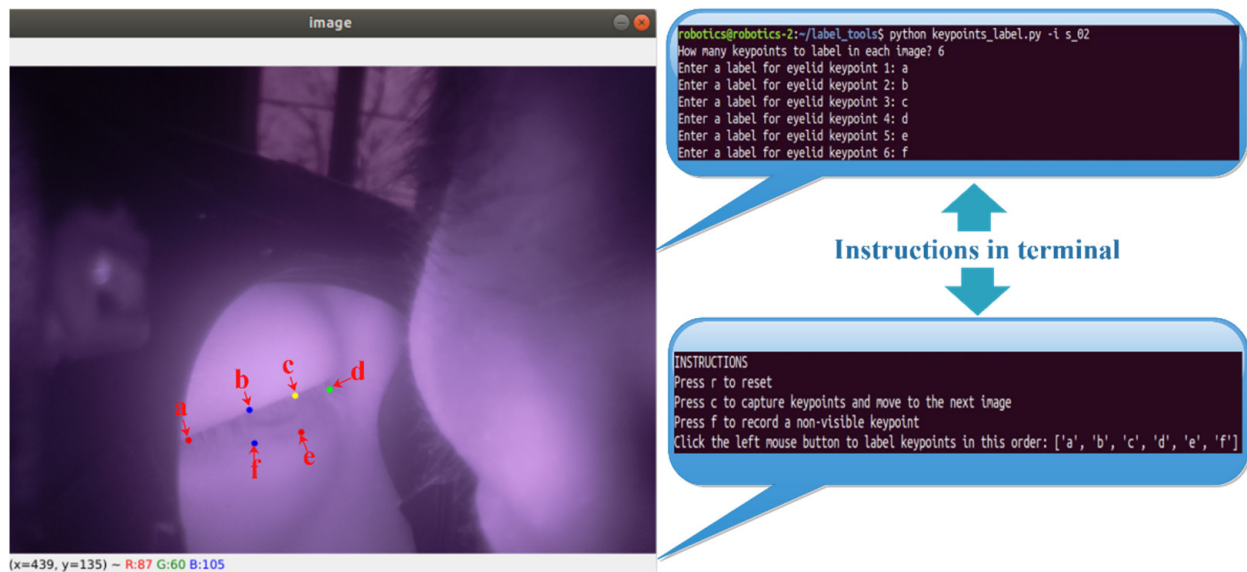 image
robotics@robotics-2:~/label_tools$ python keypoints_label.py -i s_02
How many keypoints to label in each image? 6
Enter a label for eyelid keypoint 1: a
Enter a label for eyelid keypoint 2: b
Enter a label for eyelid keypoint 3: c
Enter a label for eyelid keypoint 4: d
Enter a label for eyelid keypoint 5: e
Enter a label for eyelid keypoint 6: f
Instructions in terminal
INSTRUCTIONS
Press r to reset
Press c to capture keypoints and move to the next image
Press f to record a non-visible keypoint
Click the left mouse button to label keypoints in this order: ['a', 'b', 'c', 'd', 'e', 'f']
a
b
c
d
e
f
(x=439, y=135) ~ R:87 G:60 B:105